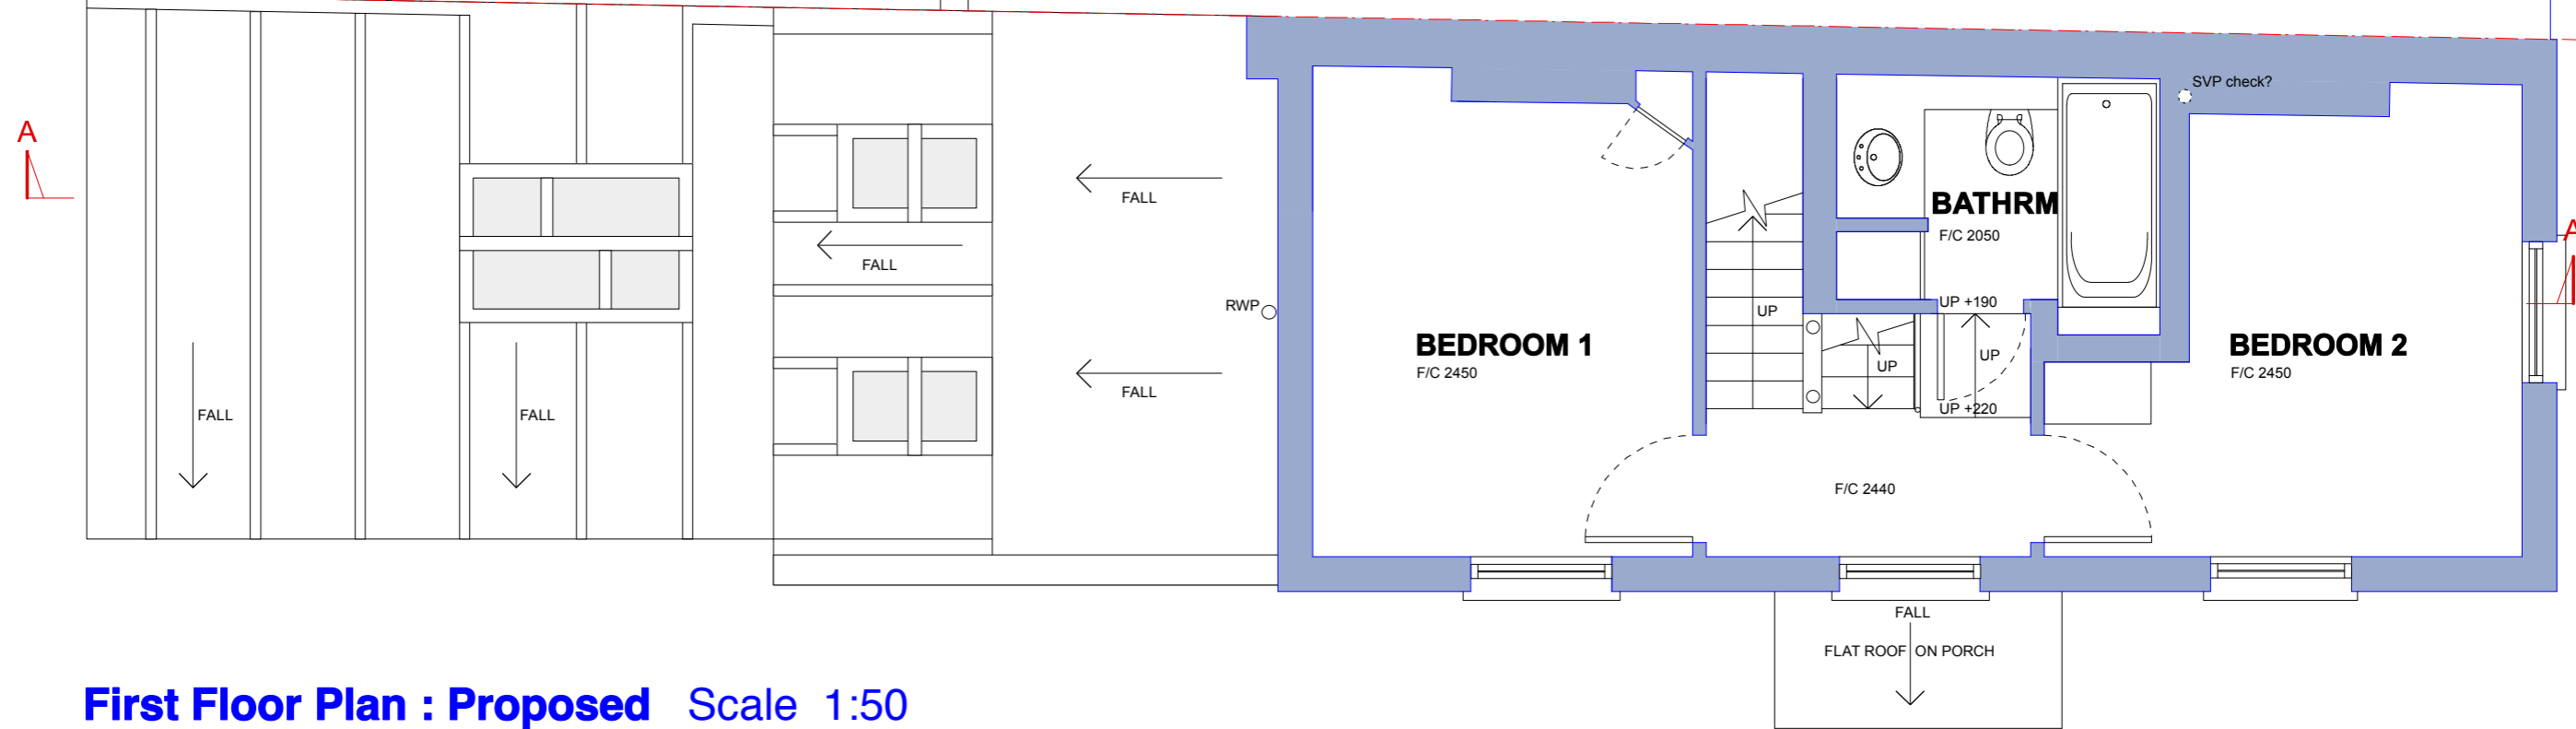 A
FALL
FALL
FALL
FALL
FALL
RWP
BEDROOM 1
F/C 2450
UP
UP
BATHRM
F/C 2050
UP +190
UP
UP +220
SVP check?
BEDROOM 2
F/C 2450
A
F/C 2440
FALL
FLAT ROOF ON PORCH
First Floor Plan : Proposed Scale 1:50